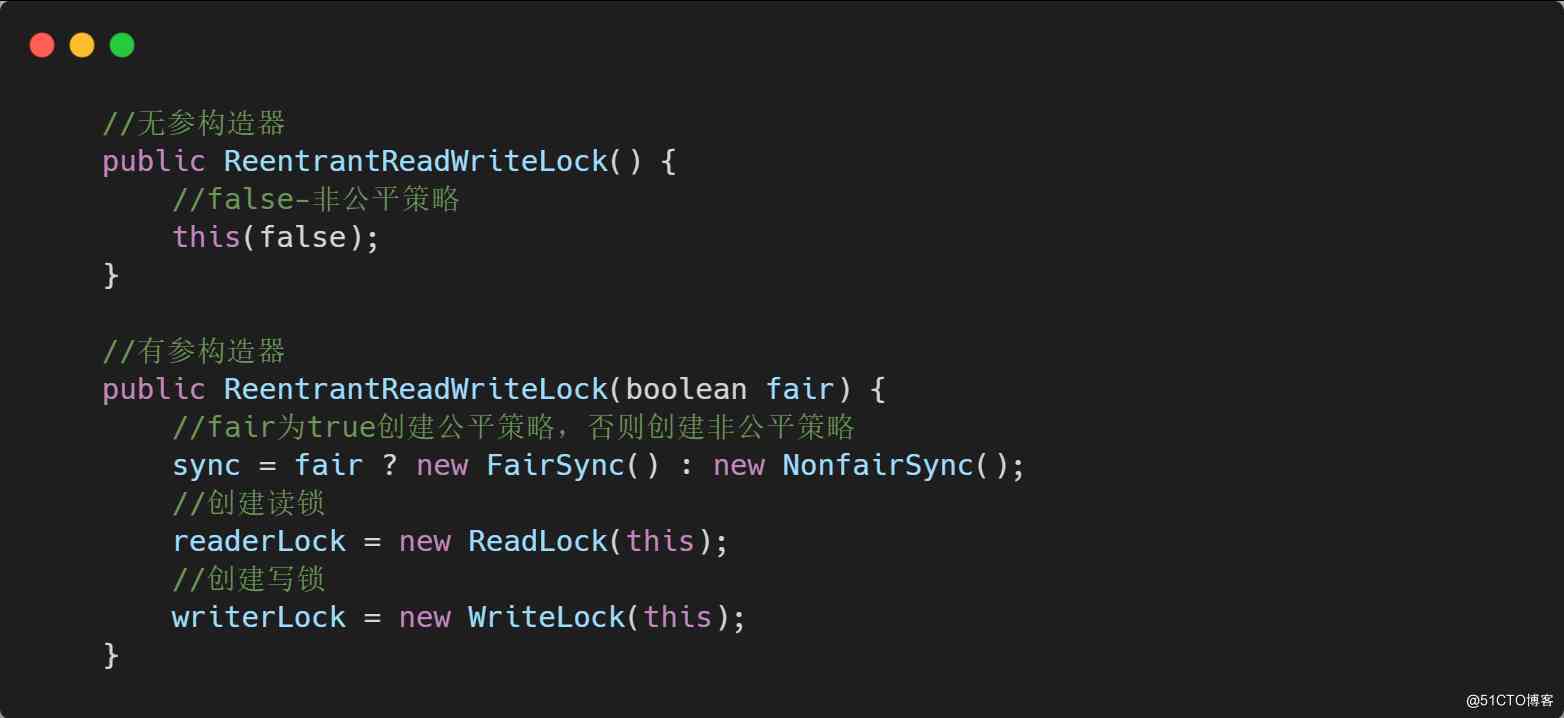 //无参构造器
public ReentrantReadWriteLock() {
//false-非公平策略
this(false);
}
//有参构造器
public ReentrantReadWriteLock(boolean fair) {
//fair为true创建公平策略，否则创建非公平策略
sync = fair ? new FairSync() : new NonfairSync();
//创建读锁
readerLock = new ReadLock(this);
//创建写锁
writerLock = new WriteLock(this);
}
@51CTO博客